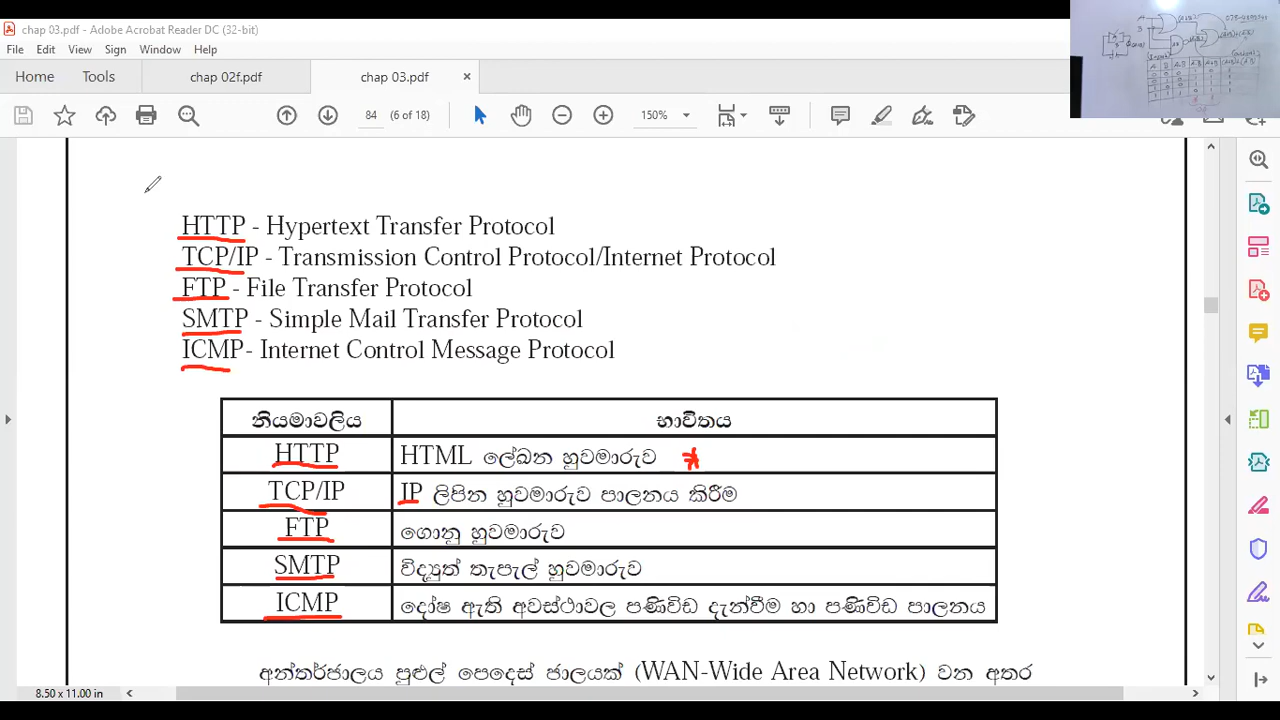 chap 03.pdf - Adobe Acrobat Reader DC (32-bit)
File Edit View Sign Window Help
Home Tools chap 02f.pdf chap 03.pdf ×
84 (6 of 18) 150%
HTTP - Hypertext Transfer Protocol
TCP/IP - Transmission Control Protocol/Internet Protocol
FTP - File Transfer Protocol
SMTP - Simple Mail Transfer Protocol
ICMP- Internet Control Message Protocol
නියමාවලිය භාවිතය
HTTP HTML ලේඛන හුවමාරුව *
TCP/IP IP ලිපින හුවමාරුව පාලනය කිරීම
FTP ගොනු හුවමාරුව
SMTP විද්‍යුත් තැපැල් හුවමාරුව
ICMP දෝෂ ඇති අවස්ථාවල පණිවිඩ දැන්වීම හා පණිවිඩ පාලනය
අන්තර්ජාලය පුළුල් පෙදෙස් ජාලයක් (WAN-Wide Area Network) වන අතර
8.50 x 11.00 in